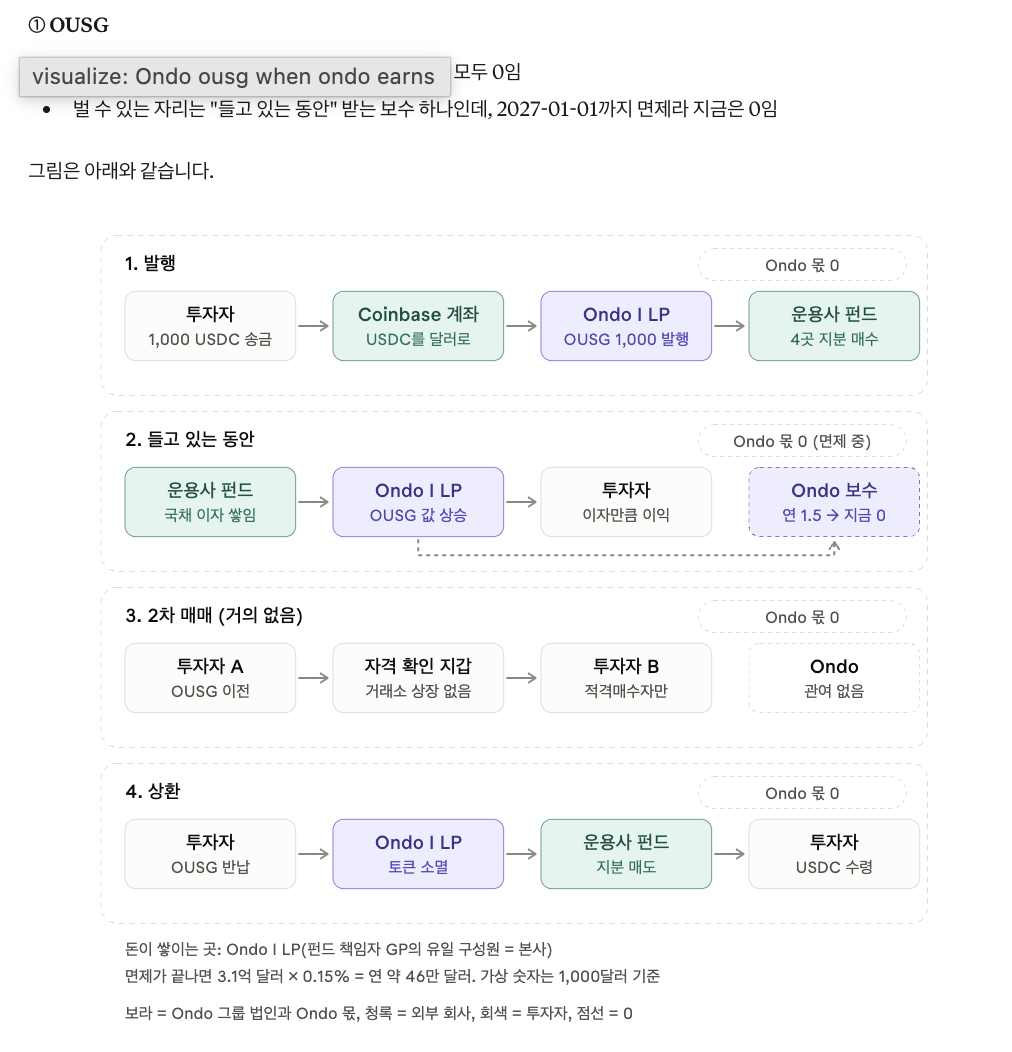 ① OUSG
visualize: Ondo ousg when ondo earns 모두 0임
• 벌 수 있는 자리는 "들고 있는 동안" 받는 보수 하나인데, 2027-01-01까지 면제라 지금은 0임
그림은 아래와 같습니다.
1. 발행
Ondo 몫 0
투자자
1,000 USDC 송금
Coinbase 계좌
USDC를 달러로
Ondo I LP
OUSG 1,000 발행
운용사 펀드
4곳 지분 매수
2. 들고 있는 동안
Ondo 몫 0 (면제 중)
운용사 펀드
국채 이자 쌓임
Ondo I LP
OUSG 값 상승
투자자
이자만큼 이익
Ondo 보수
연 1.5 → 지금 0
3. 2차 매매 (거의 없음)
Ondo 몫 0
투자자 A
OUSG 이전
자격 확인 지갑
거래소 상장 없음
투자자 B
적격매수자만
Ondo
관여 없음
4. 상환
Ondo 몫 0
투자자
OUSG 반납
Ondo I LP
토큰 소멸
운용사 펀드
지분 매도
투자자
USDC 수령
돈이 쌓이는 곳: Ondo I LP(펀드 책임자 GP의 유일 구성원 = 본사)
면제가 끝나면 3.1억 달러 × 0.15% = 연 약 46만 달러. 가상 숫자는 1,000달러 기준
보라 = Ondo 그룹 법인과 Ondo 몫, 청록 = 외부 회사, 회색 = 투자자, 점선 = 0